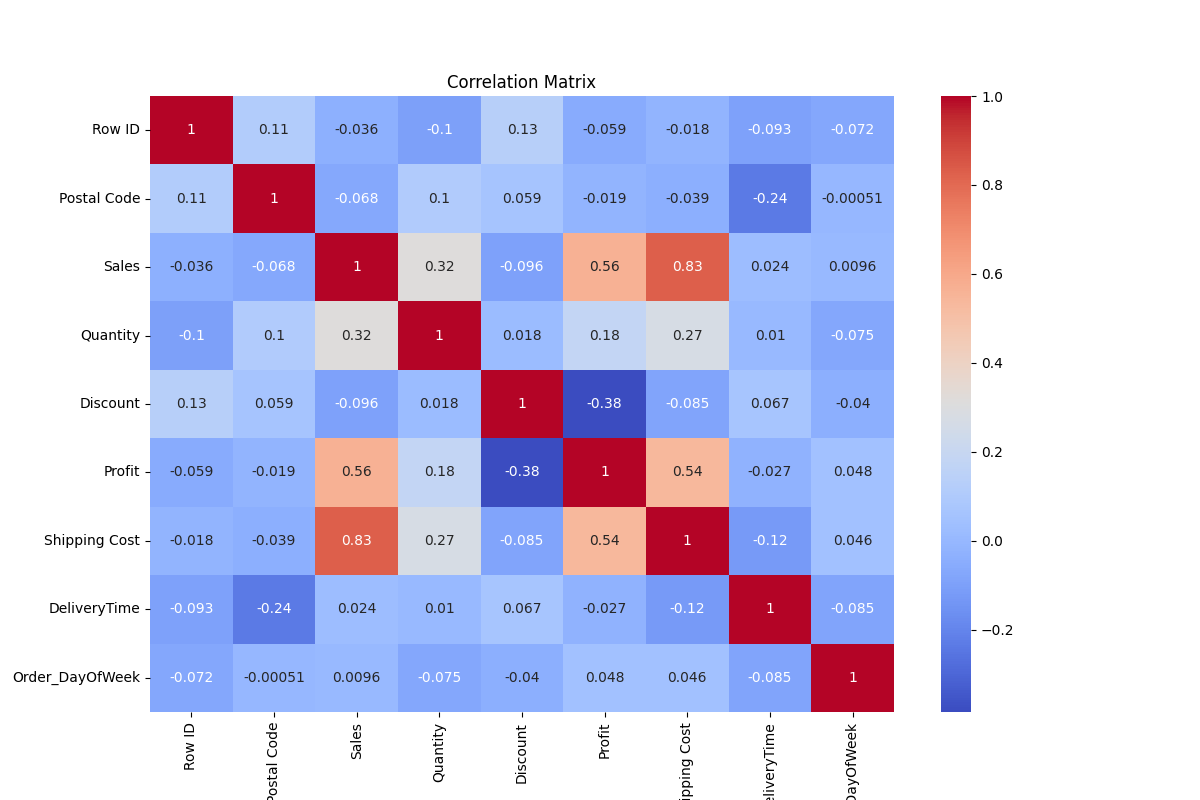 Correlation Matrix
Row ID 1 0.11 -0.036 -0.1 0.13 -0.059 -0.018 -0.093 -0.072
Postal Code 0.11 1 -0.068 0.1 0.059 -0.019 -0.039 -0.24 -0.00051
Sales -0.036 -0.068 1 0.32 -0.096 0.56 0.83 0.024 0.0096
Quantity -0.1 0.1 0.32 1 0.018 0.18 0.27 0.01 -0.075
Discount 0.13 0.059 -0.096 0.018 1 -0.38 -0.085 0.067 -0.04
Profit -0.059 -0.019 0.56 0.18 -0.38 1 0.54 -0.027 0.048
Shipping Cost -0.018 -0.039 0.83 0.27 -0.085 0.54 1 -0.12 0.046
DeliveryTime -0.093 -0.24 0.024 0.01 0.067 -0.027 -0.12 1 -0.085
Order_DayOfWeek -0.072 -0.00051 0.0096 -0.075 -0.04 0.048 0.046 -0.085 1
Row ID
Postal Code
Sales
Quantity
Discount
Profit
ipping Cost
eliveryTime
DayOfWeek
1.0
0.8
0.6
0.4
0.2
0.0
−0.2